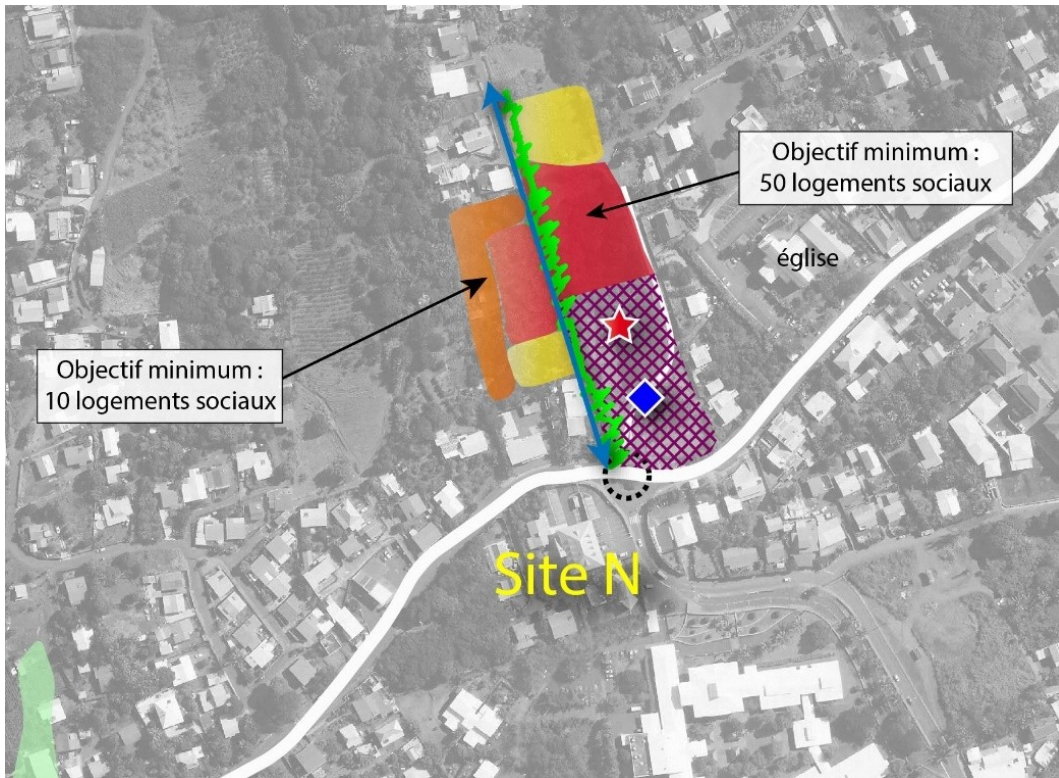 Objectif minimum :
50 logements sociaux
église
Objectif minimum :
10 logements sociaux
Site N